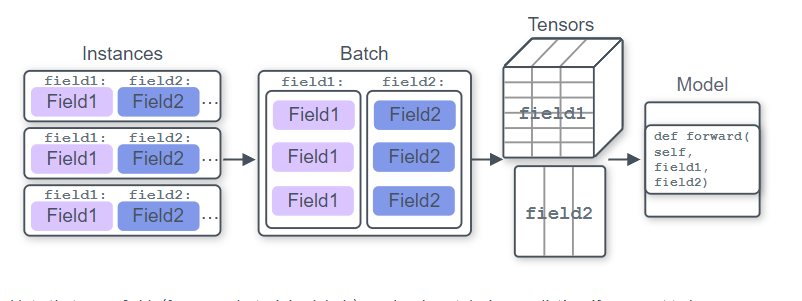 Instances
field1: field2:
Field1 Field2 ...
field1: field2:
Field1 Field2 ...
field1: field2:
Field1 Field2 ...
Batch
field1: field2:
Field1 Field2
Field1 Field2
Field1 Field2
Tensors
field1
field2
Model
def forward(
self,
field1,
field2)